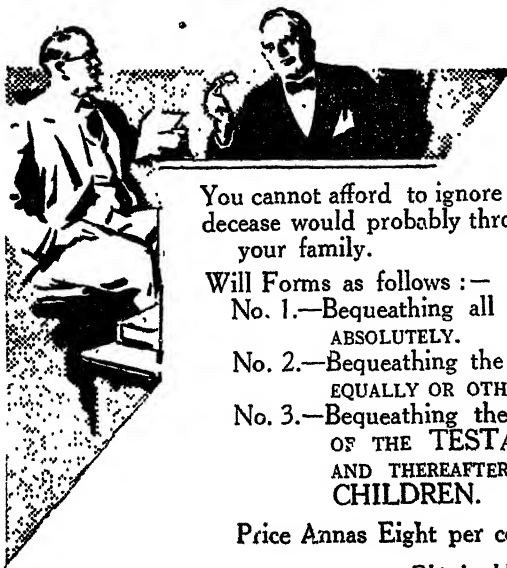 You cannot afford to ignore
decease would probably thro
your family.
Will Forms as follows :—
No. 1.—Bequeathing all
ABSOLUTELY.
No. 2.—Bequeathing the
EQUALLY OR OTH
No. 3.—Bequeathing the
OF THE TESTA
AND THEREAFTER
CHILDREN.
Price Annas Eight per co